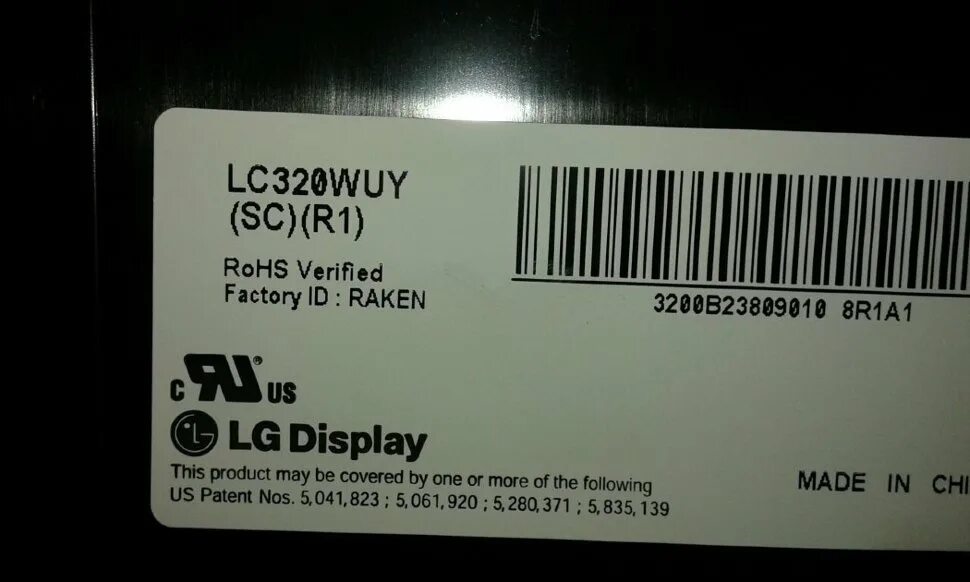 LC320WUY
(SC)(R1)
RoHS Verified
Factory ID : RAKEN
3200B23809010 8R1A1
c RU® US
LG Display
This product may be covered by one or more of the following
US Patent Nos. 5,041,823 ; 5,061,920 ; 5,280,371 ; 5,835,139
MADE IN CHI